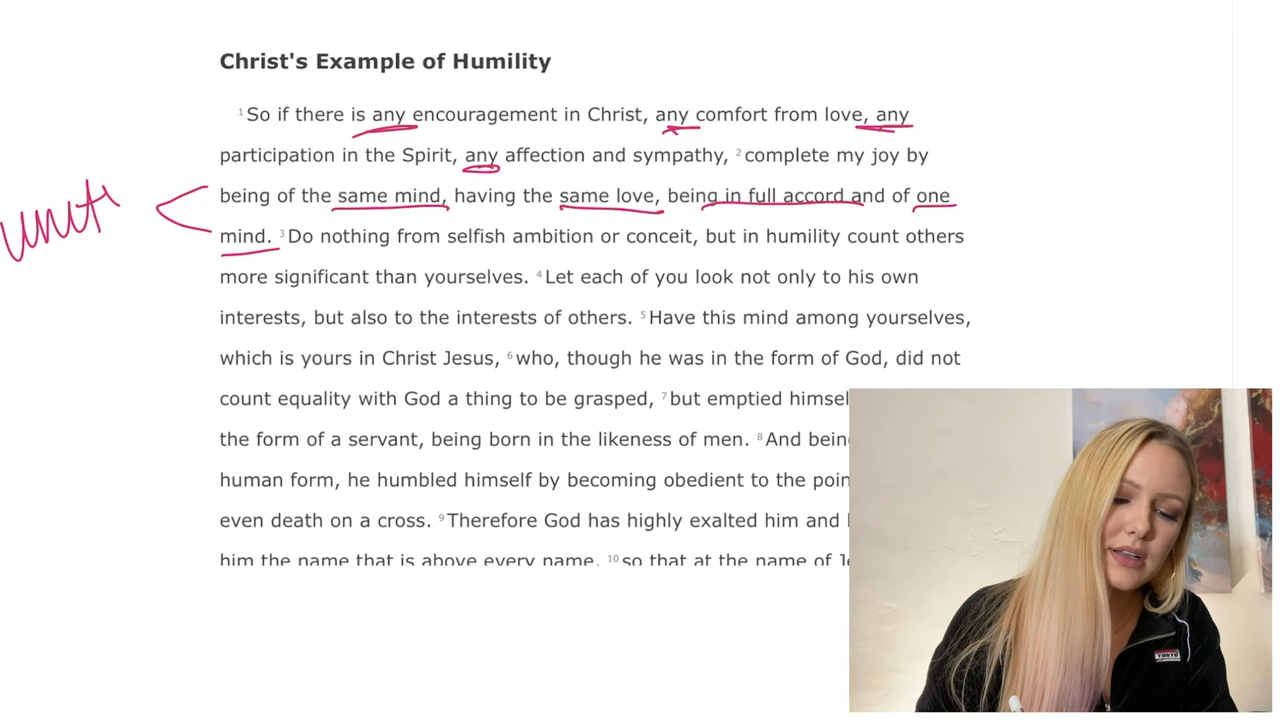 Christ's Example of Humility
1 So if there is any encouragement in Christ, any comfort from love, any
participation in the Spirit, any affection and sympathy, 2 complete my joy by
being of the same mind, having the same love, being in full accord and of one
mind. 3 Do nothing from selfish ambition or conceit, but in humility count others
more significant than yourselves. 4 Let each of you look not only to his own
interests, but also to the interests of others. 5 Have this mind among yourselves,
which is yours in Christ Jesus, 6 who, though he was in the form of God, did not
count equality with God a thing to be grasped, 7 but emptied himsel
the form of a servant, being born in the likeness of men. 8 And bein
human form, he humbled himself by becoming obedient to the poin
even death on a cross. 9 Therefore God has highly exalted him and
him the name that is above every name, 10 so that at the name of Je
unit
TOKYO